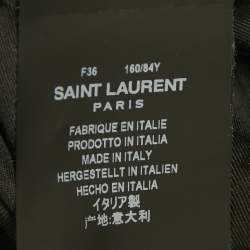 F36 160/84Y
SAINT LAURENT
PARIS
FABRIQUE EN ITALIE
PRODOTTO IN ITALIA
MADE IN ITALY
HERGESTELLT IN ITALIEN
HECHO EN ITALIA
イタリア製
产地:意大利